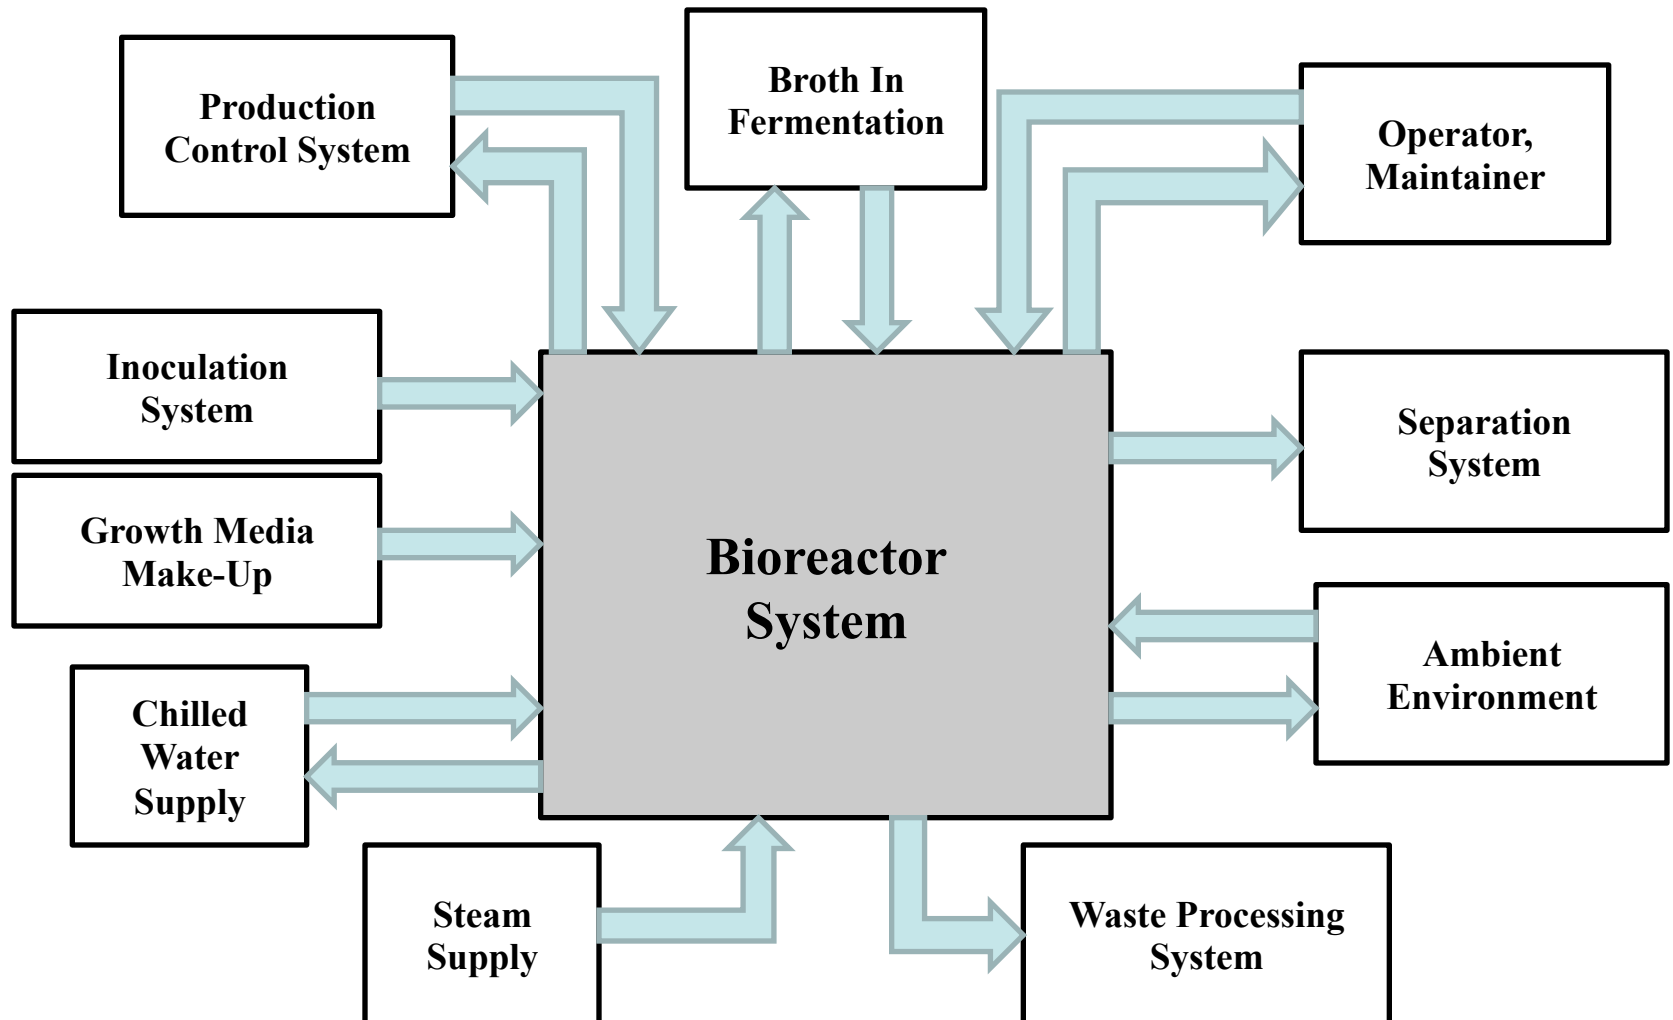 Production
Control System
Broth In
Fermentation
Operator,
Maintainer
Inoculation
System
Growth Media
Make-Up
Chilled
Water
Supply
Bioreactor
System
Separation
System
Ambient
Environment
Steam
Supply
Waste Processing
System